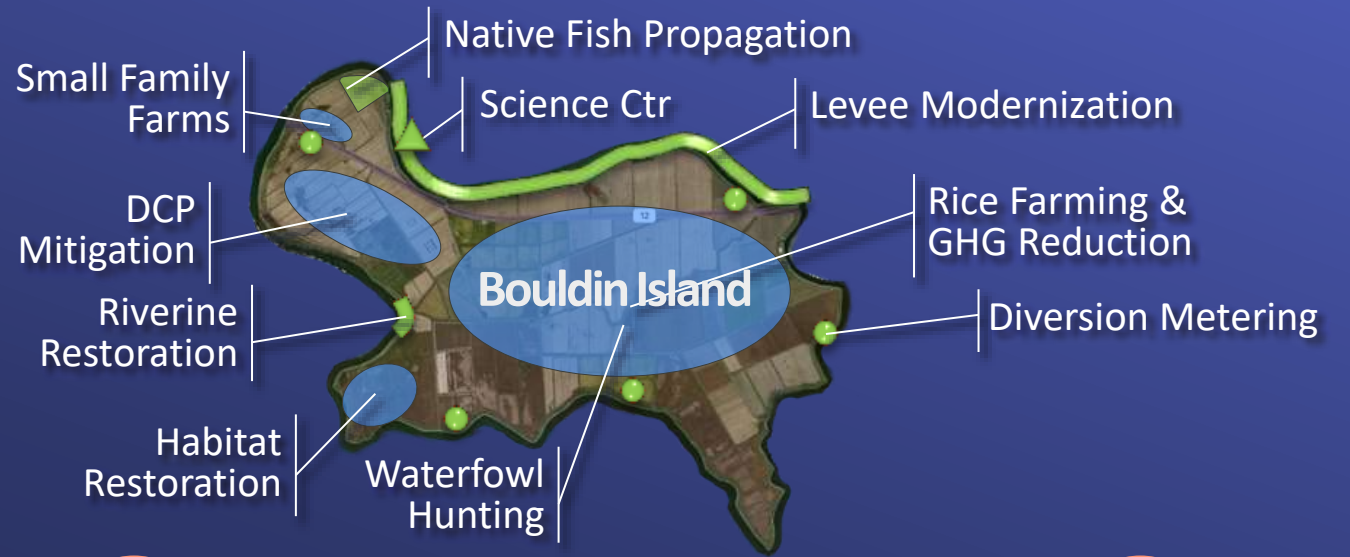 Native Fish Propagation
Small Family
Farms
Science Ctr
Levee Modernization
DCP
Mitigation
12
Rice Farming &
GHG Reduction
Bouldin Island
Riverine
Restoration
Diversion Metering
Habitat
Restoration
Waterfowl
Hunting